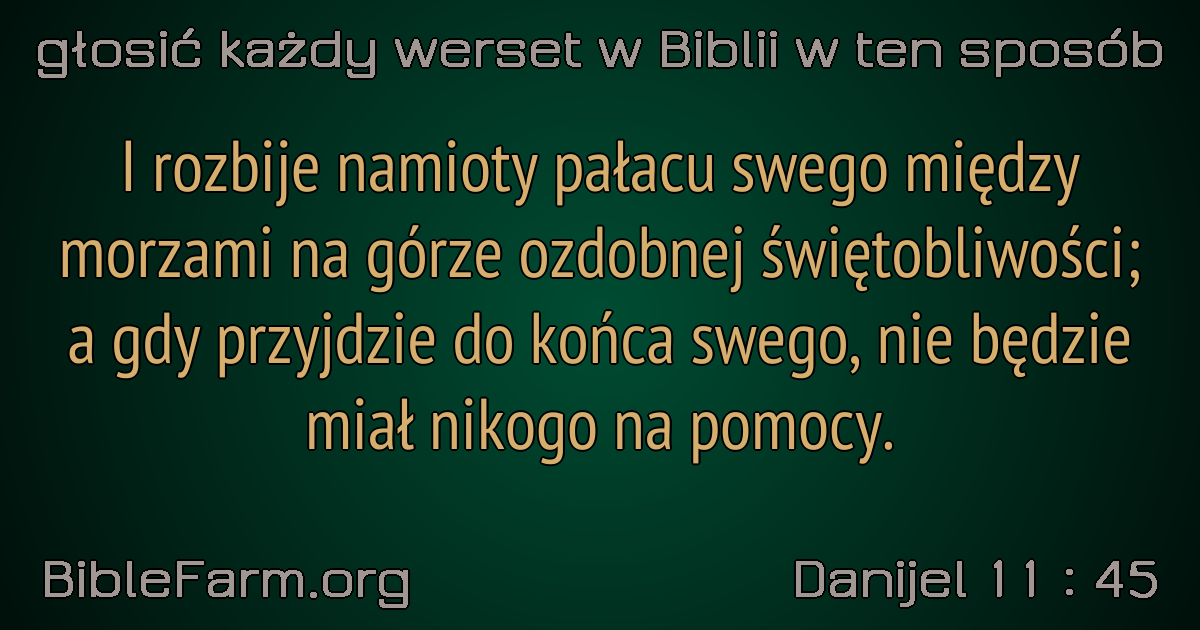 głosić każdy werset w Biblii w ten sposób
I rozbije namioty pałacu swego między
morzami na górze ozdobnej świętobliwości;
a gdy przyjdzie do końca swego, nie będzie
miał nikogo na pomocy.
BibleFarm.org
Danijel 11 : 45